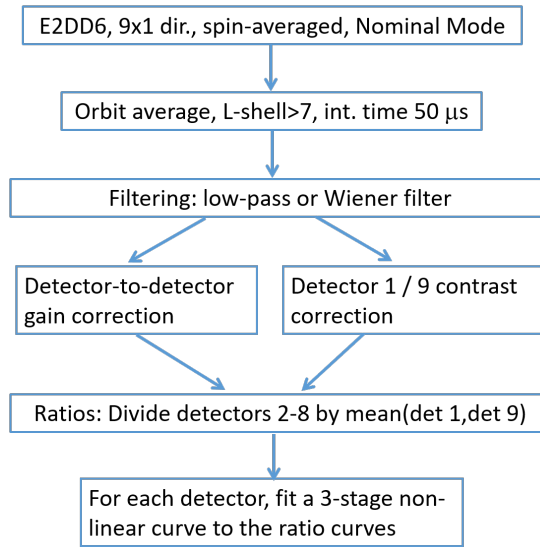 E2DD6, 9x1 dir., spin-averaged, Nominal Mode
Orbit average, L-shell>7, int. time 50 μs
Filtering: low-pass or Wiener filter
Detector-to-detector
gain correction
Detector 1 / 9 contrast
correction
Ratios: Divide detectors 2-8 by mean(det 1,det 9)
For each detector, fit a 3-stage non-
linear curve to the ratio curves